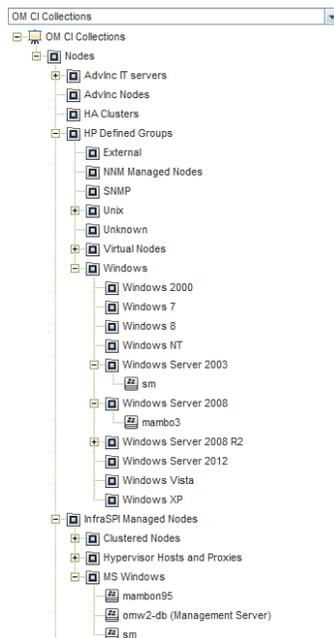 OM CI Collections
OM CI Collections
Nodes
AdvInc IT servers
AdvInc Nodes
HA Clusters
HP Defined Groups
External
NNM Managed Nodes
SNMP
Unix
Unknown
Virtual Nodes
Windows
Windows 2000
Windows 7
Windows 8
Windows NT
Windows Server 2003
sm
Windows Server 2008
mambo3
Windows Server 2008 R2
Windows Server 2012
Windows Vista
Windows XP
InfraSPI Managed Nodes
Clustered Nodes
Hypervisor Hosts and Proxies
MS Windows
mambon95
omw2-db (Management Server)
sm